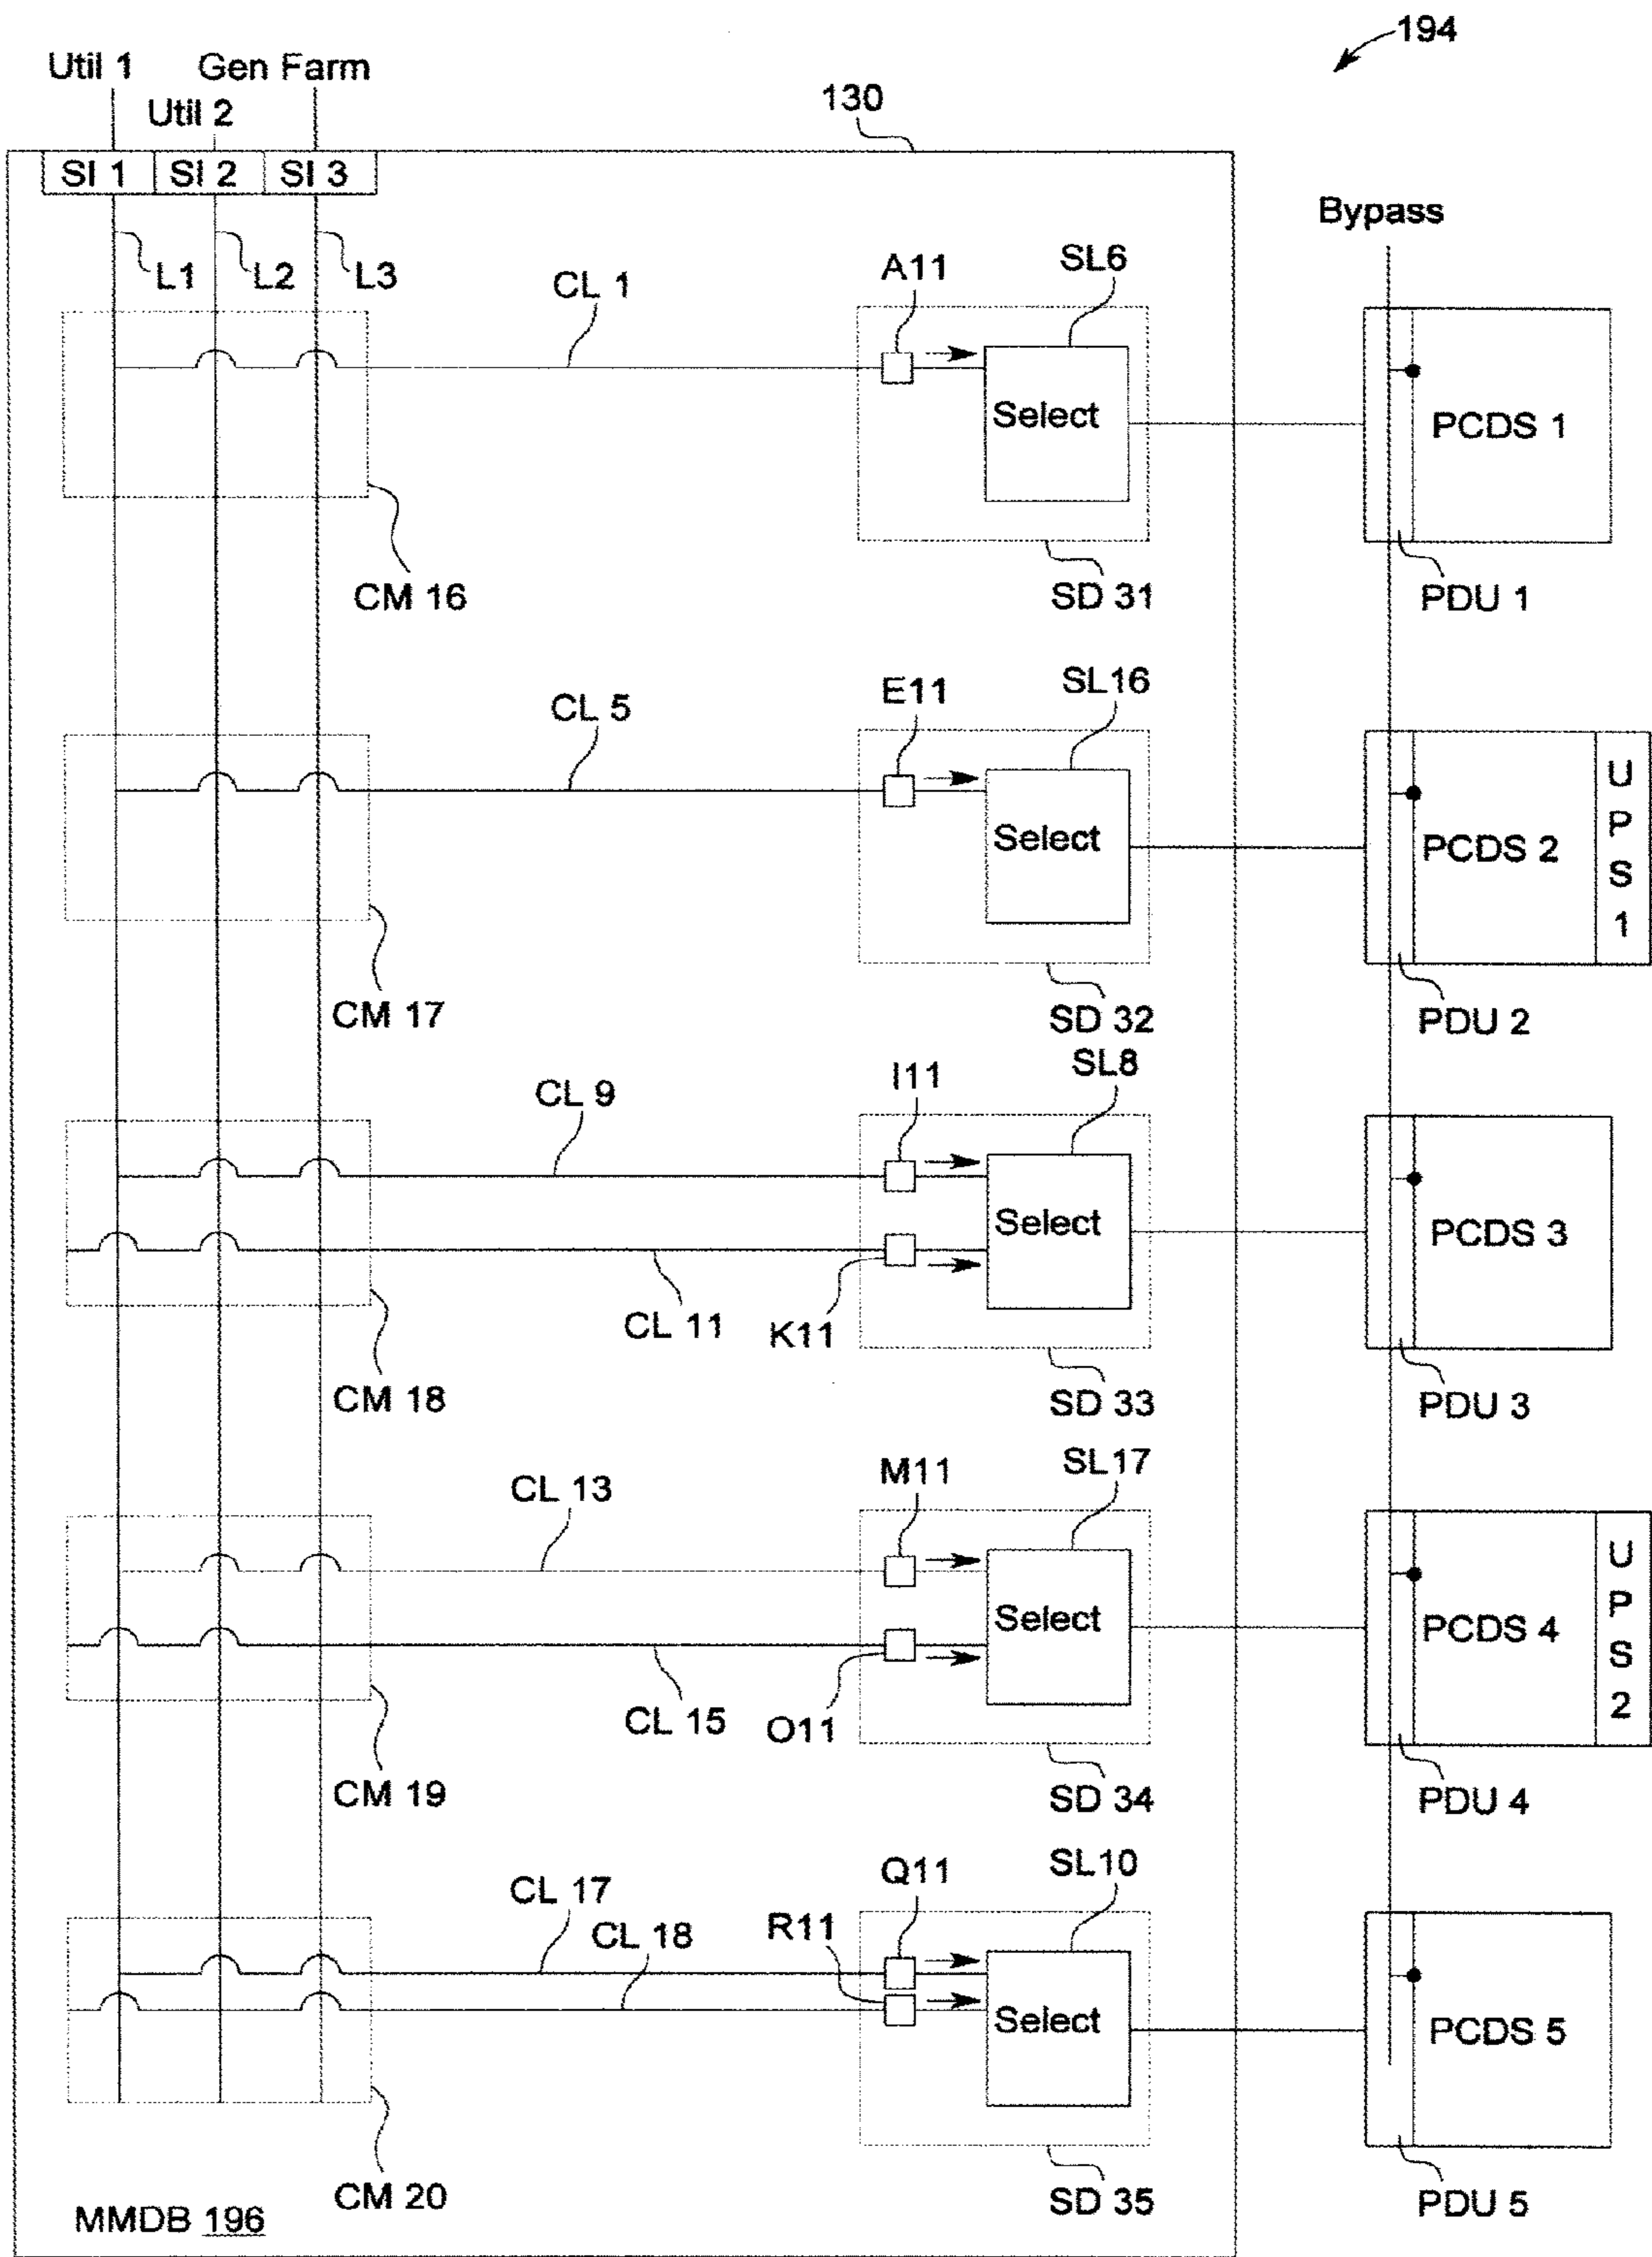 194
Util 1
Gen Farm
Util 2
130
SI 1
SI 2
SI 3
Bypass
L1
L2
L3
CL 1
A11
SL6
Select
PCDS 1
CM 16
SD 31
PDU 1
CL 5
E11
SL16
Select
PCDS 2
UPS1
CM 17
SD 32
PDU 2
CL 9
I11
SL8
Select
PCDS 3
CL 11
K11
CM 18
SD 33
PDU 3
CL 13
M11
SL17
Select
PCDS 4
UPS2
CL 15
O11
CM 19
SD 34
PDU 4
CL 17
Q11
SL10
CL 18
R11
Select
PCDS 5
CM 20
SD 35
PDU 5
MMDB 196